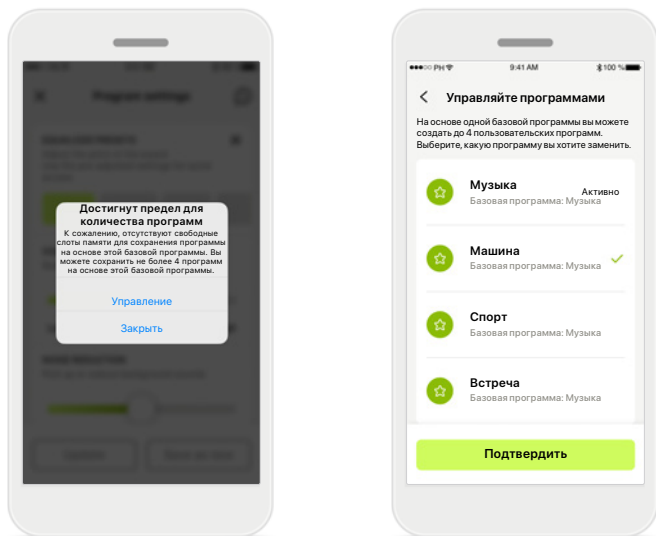 Program settings
Достигнут предел для
количества программ
К сожалению, отсутствуют свободные
слоты памяти для сохранения программы
на основе этой базовой программы. Вы
можете сохранить не более 4 программ
на основе этой базовой программы.
Управление
Закрыть
PH
9:41 AM
100 %
Управляйте программами
На основе одной базовой программы вы можете
создать до 4 пользовательских программ.
Выберите, какую программу вы хотите заменить.
Музыка
Активно
Базовая программа: Музыка
Машина
Базовая программа: Музыка
Спорт
Базовая программа: Музыка
Встреча
Базовая программа: Музыка
Подтвердить